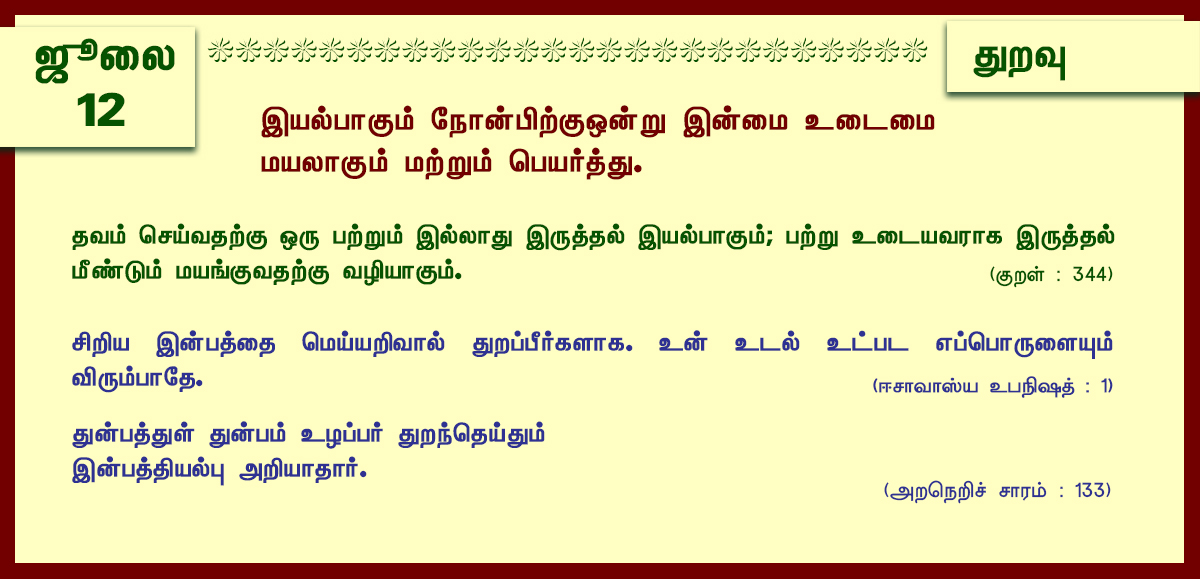 ஜூலை
12
துறவு
இயல்பாகும் நோன்பிற்குஒன்று இன்மை உடைமை
மயலாகும் மற்றும் பெயர்த்து.
தவம் செய்வதற்கு ஒரு பற்றும் இல்லாது இருத்தல் இயல்பாகும்; பற்று உடையவராக இருத்தல்
மீண்டும் மயங்குவதற்கு வழியாகும்.
(குறள் : 344)
சிறிய இன்பத்தை மெய்யறிவால் துறப்பீர்களாக. உன் உடல் உட்பட எப்பொருளையும்
விரும்பாதே.
(ஈசாவாஸ்ய உபநிஷத் : 1)
துன்பத்துள் துன்பம் உழப்பர் துறந்தெய்தும்
இன்பத்தியல்பு அறியாதார்.
(அறநெறிச் சாரம் : 133)